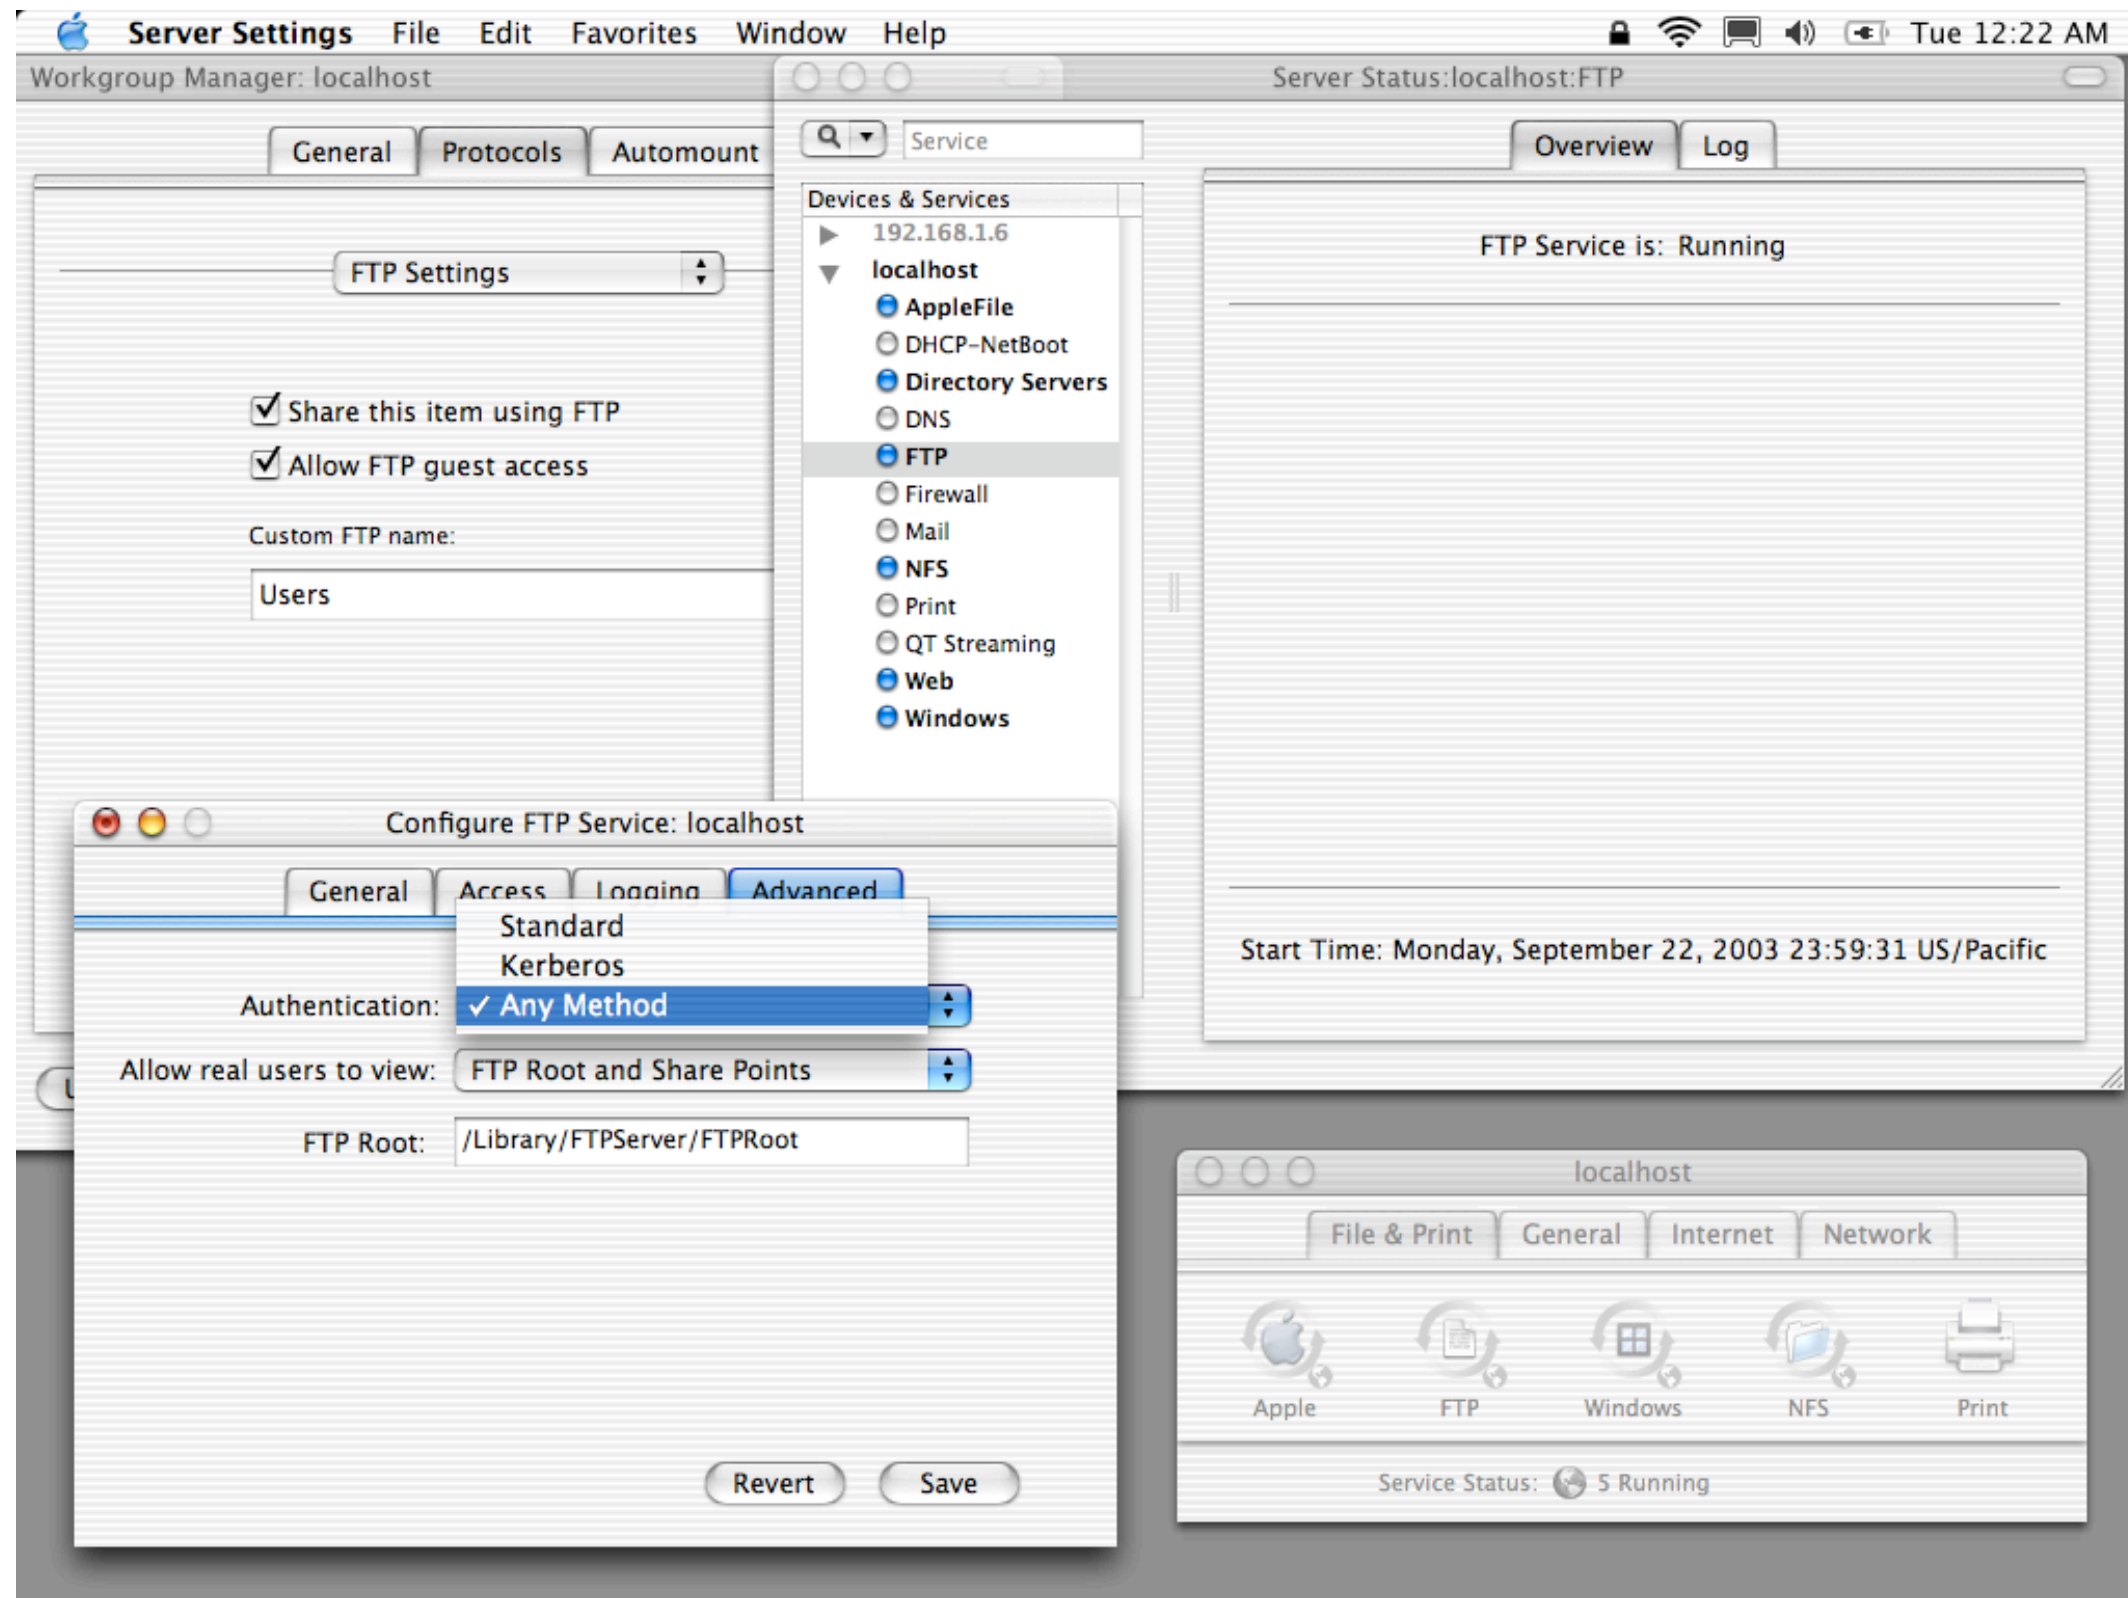 Server Settings File Edit Favorites Window Help Tue 12:22 AM
Workgroup Manager: localhost
General Protocols Automount
FTP Settings
Share this item using FTP
Allow FTP guest access
Custom FTP name:
Users
Server Status:localhost:FTP
Service
Devices & Services
192.168.1.6
localhost
AppleFile
DHCP-NetBoot
Directory Servers
DNS
FTP
Firewall
Mail
NFS
Print
QT Streaming
Web
Windows
Overview Log
FTP Service is: Running
Start Time: Monday, September 22, 2003 23:59:31 US/Pacific
Configure FTP Service: localhost
General Access Logging Advanced
Standard
Kerberos
Authentication: ✓ Any Method
Allow real users to view: FTP Root and Share Points
FTP Root: /Library/FTPServer/FTPRoot
Revert Save
localhost
File & Print General Internet Network
Apple FTP Windows NFS Print
Service Status: 5 Running